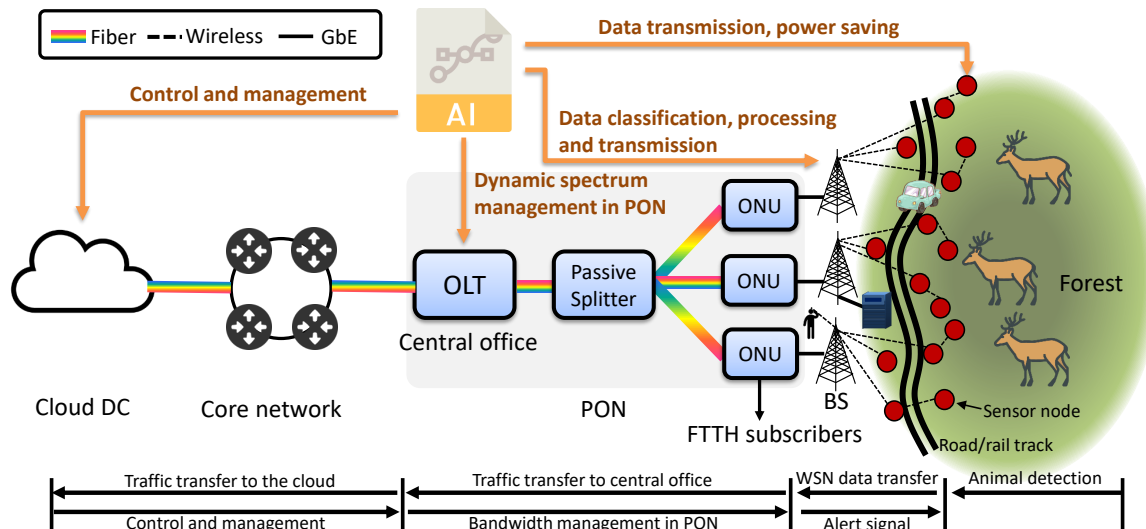 Fiber
Wireless
GbE
Data transmission, power saving
Control and management
AI
Data classification, processing
and transmission
Dynamic spectrum
management in PON
ONU
OLT
Passive
Splitter
ONU
Forest
Central office
ONU
Cloud DC
Core network
PON
BS
Sensor node
FTTH subscribers
Road/rail track
Traffic transfer to the cloud
Traffic transfer to central office
WSN data transfer
Animal detection
Control and management
Bandwidth management in PON
Alert signal